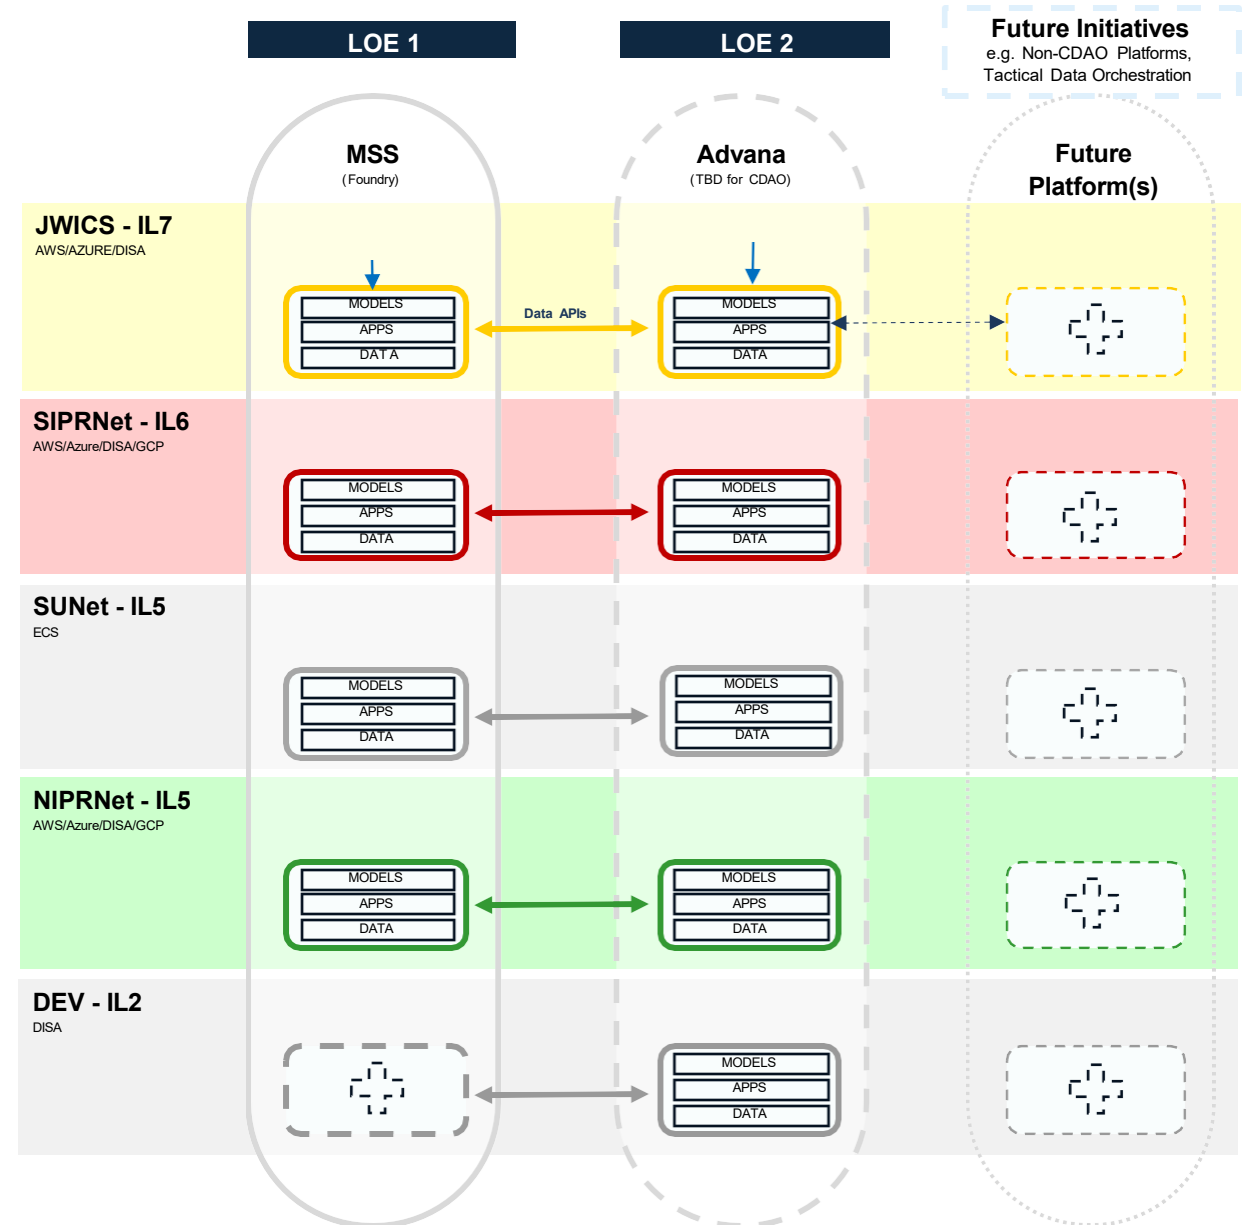 LOE 1
LOE 2
Future Initiatives
e.g. Non-CDAO Platforms,
Tactical Data Orchestration
MSS
(Foundry)
Advana
(TBD for CDAO)
Future
Platform(s)
JWICS - IL7
AWS/AZURE/DISA
MODELS
APPS
DATA
Data APIs
MODELS
APPS
DATA
SIPRNet - IL6
AWS/Azure/DISA/GCP
MODELS
APPS
DATA
MODELS
APPS
DATA
SUNet - IL5
ECS
MODELS
APPS
DATA
MODELS
APPS
DATA
NIPRNet - IL5
AWS/Azure/DISA/GCP
MODELS
APPS
DATA
MODELS
APPS
DATA
DEV - IL2
DISA
MODELS
APPS
DATA